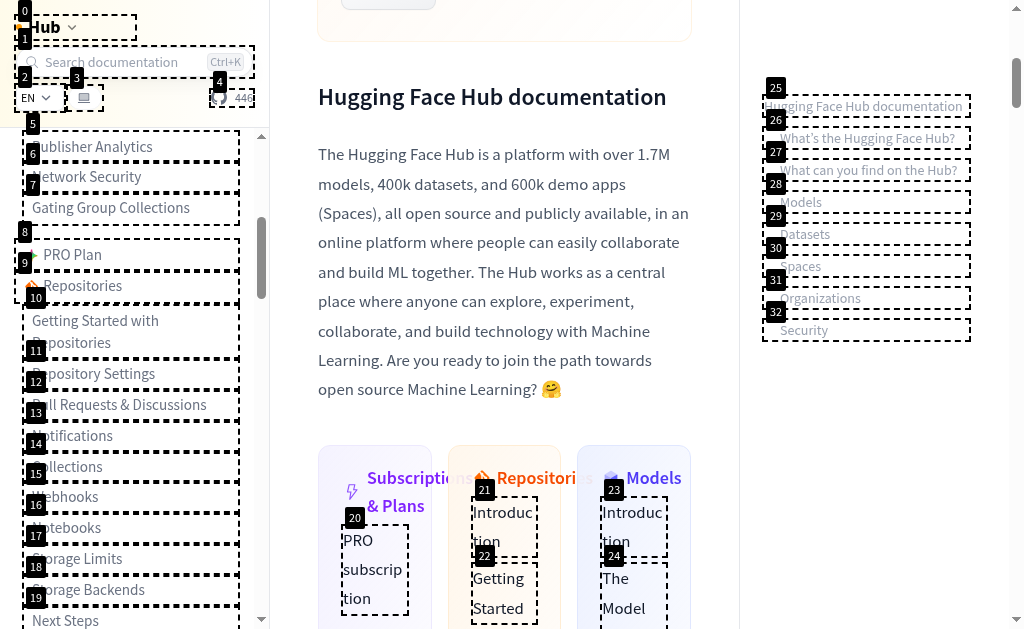 0
Hub
1
Search documentation Ctrl+K
2
3
4
EN
446
5
Publisher Analytics
6
Network Security
7
Gating Group Collections
8
PRO Plan
9
Repositories
10
Getting Started with
Repositories
11
Repository Settings
12
Pull Requests & Discussions
13
Notifications
14
Collections
15
Webhooks
16
Notebooks
17
Storage Limits
18
Storage Backends
19
Next Steps
Hugging Face Hub documentation
The Hugging Face Hub is a platform with over 1.7M
models, 400k datasets, and 600k demo apps
(Spaces), all open source and publicly available, in an
online platform where people can easily collaborate
and build ML together. The Hub works as a central
place where anyone can explore, experiment,
collaborate, and build technology with Machine
Learning. Are you ready to join the path towards
open source Machine Learning? 🤗
Subscriptions
& Plans
20
PRO
subscrip
tion
Repositories
21
Introduc
tion
22
Getting
Started
Models
23
Introduc
tion
24
The
Model
25
Hugging Face Hub documentation
26
What's the Hugging Face Hub?
27
What can you find on the Hub?
28
Models
29
Datasets
30
Spaces
31
Organizations
32
Security